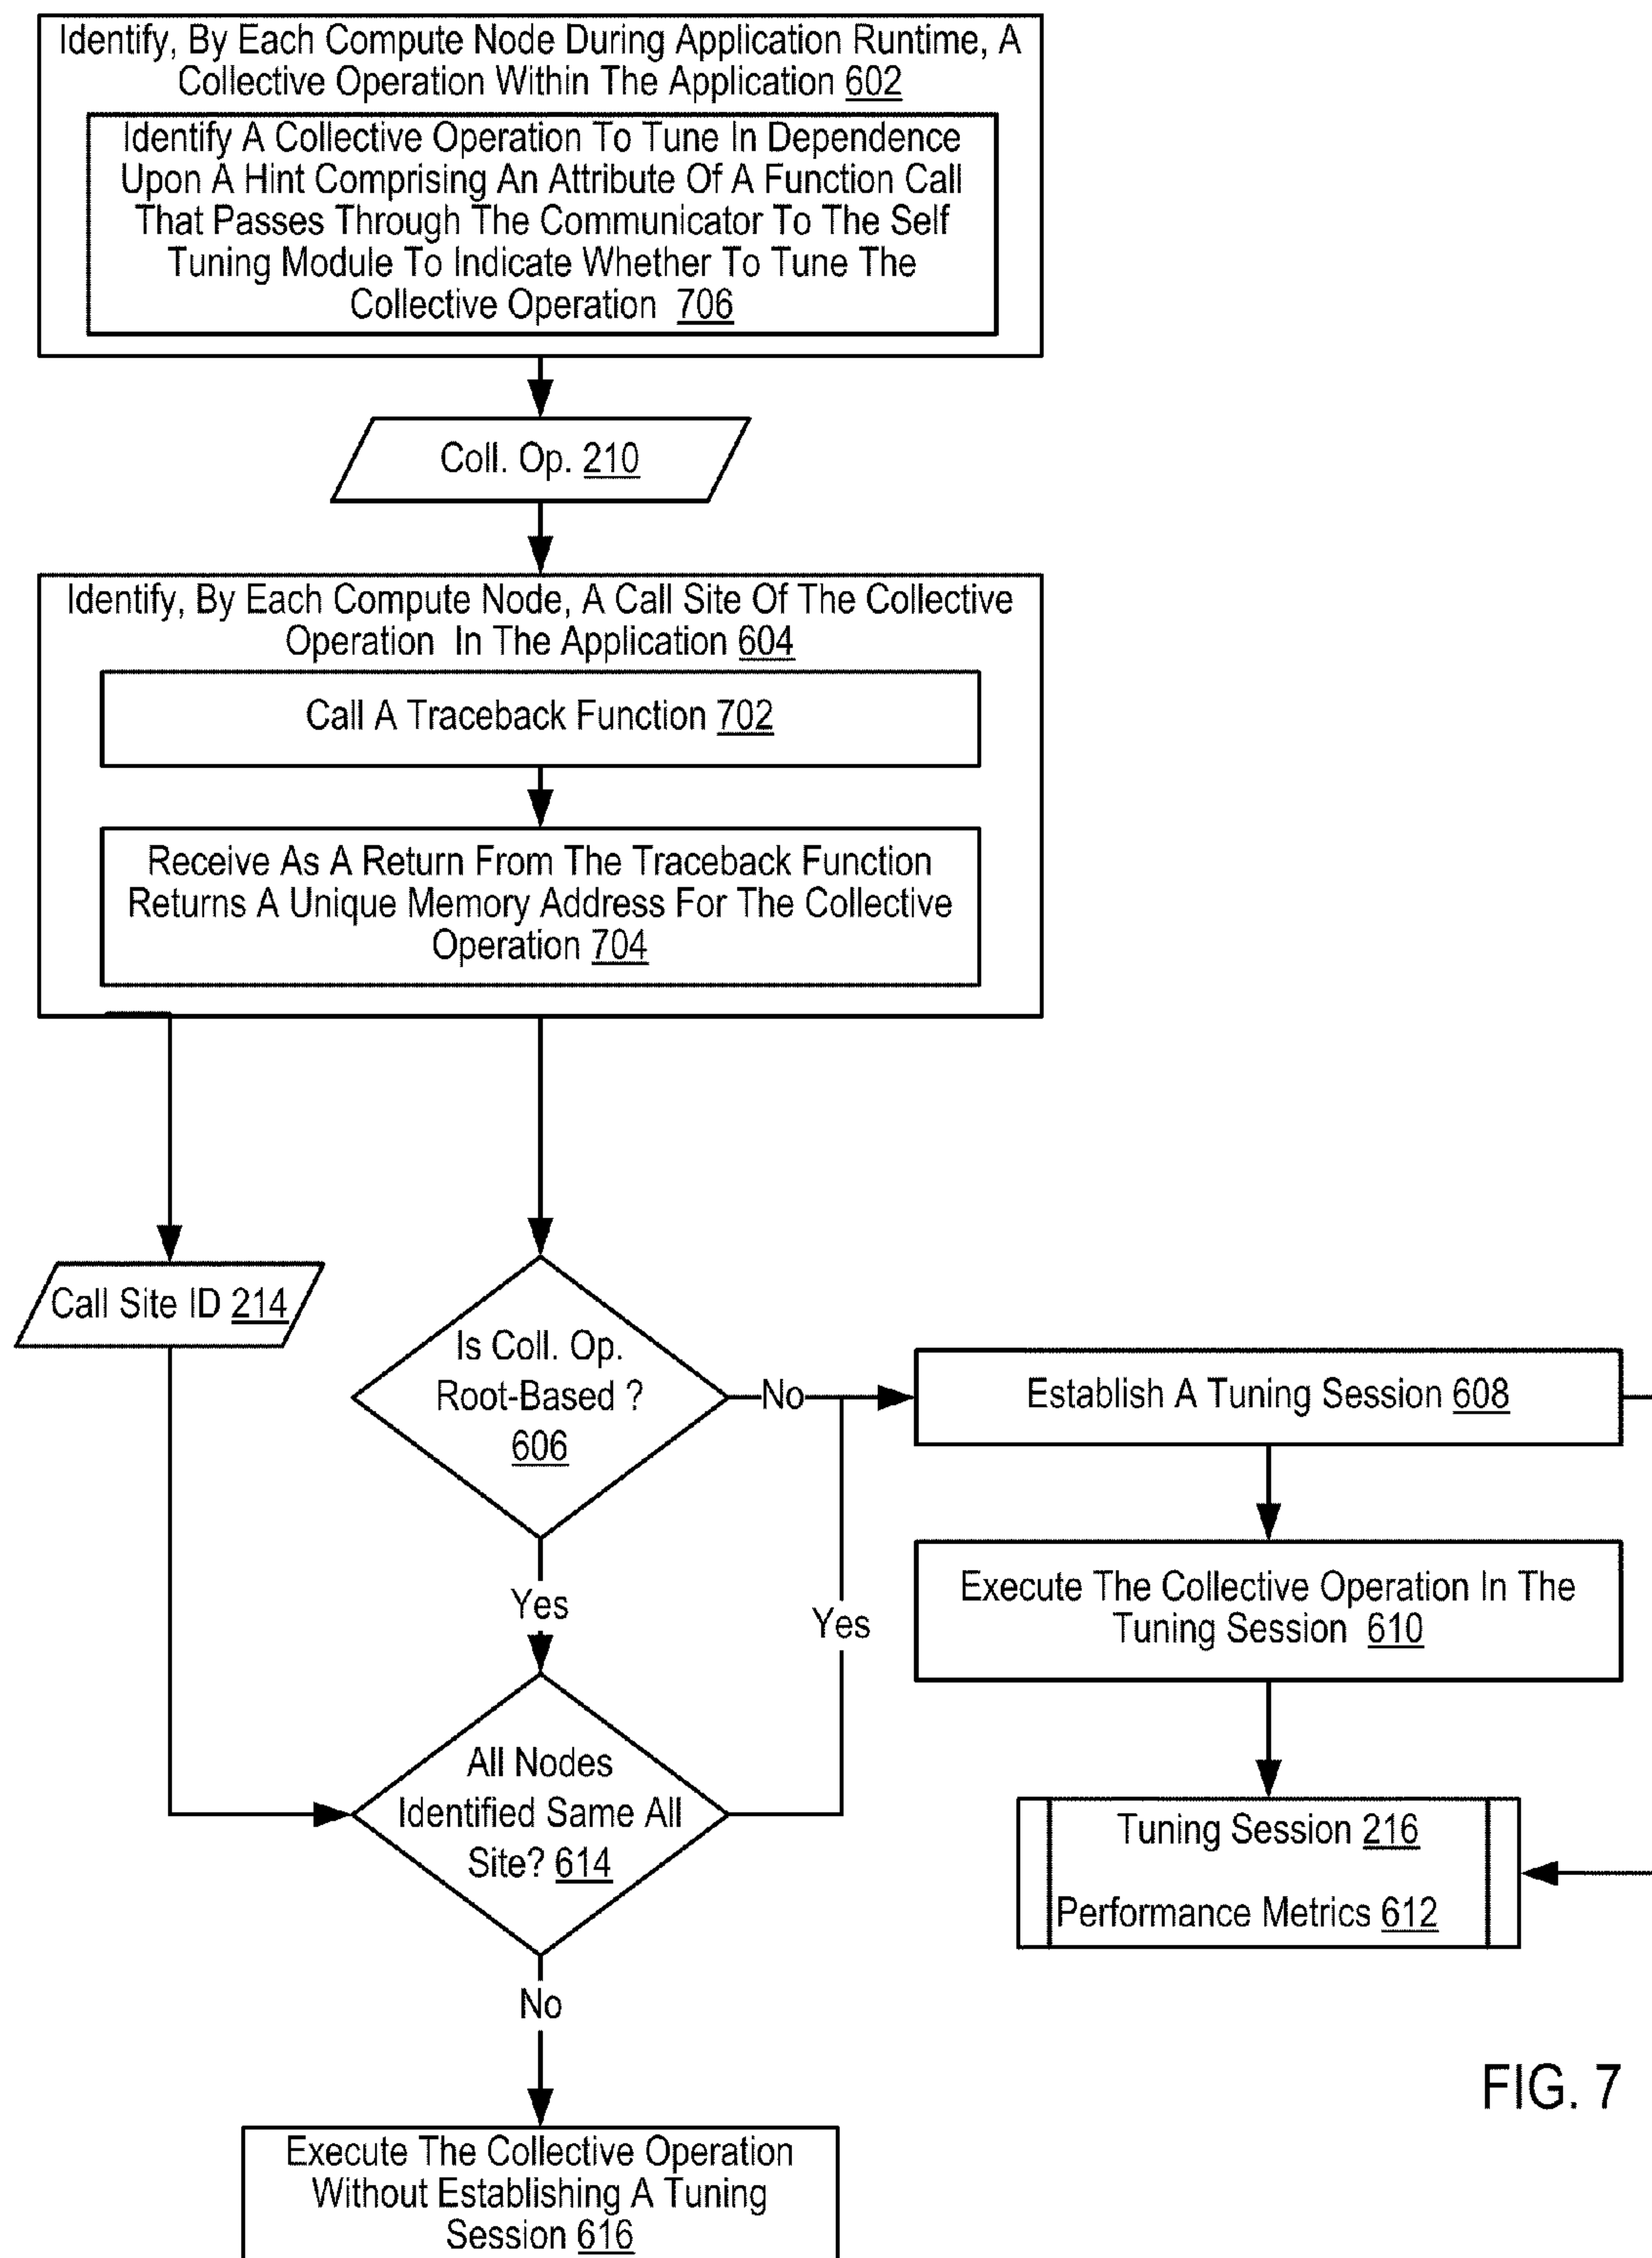 Identify, By Each Compute Node During Application Runtime, A
Collective Operation Within The Application 602
Identify A Collective Operation To Tune In Dependence
Upon A Hint Comprising An Attribute Of A Function Call
That Passes Through The Communicator To The Self
Tuning Module To Indicate Whether To Tune The
Collective Operation 706
Coll. Op. 210
Identify, By Each Compute Node, A Call Site Of The Collective
Operation In The Application 604
Call A Traceback Function 702
Receive As A Return From The Traceback Function
Returns A Unique Memory Address For The Collective
Operation 704
Call Site ID 214
Is Coll. Op.
Root-Based ?
606
No
Establish A Tuning Session 608
Execute The Collective Operation In The
Tuning Session 610
Yes
Yes
All Nodes
Identified Same All
Site? 614
Tuning Session 216
Performance Metrics 612
No
Execute The Collective Operation
Without Establishing A Tuning
Session 616
FIG. 7